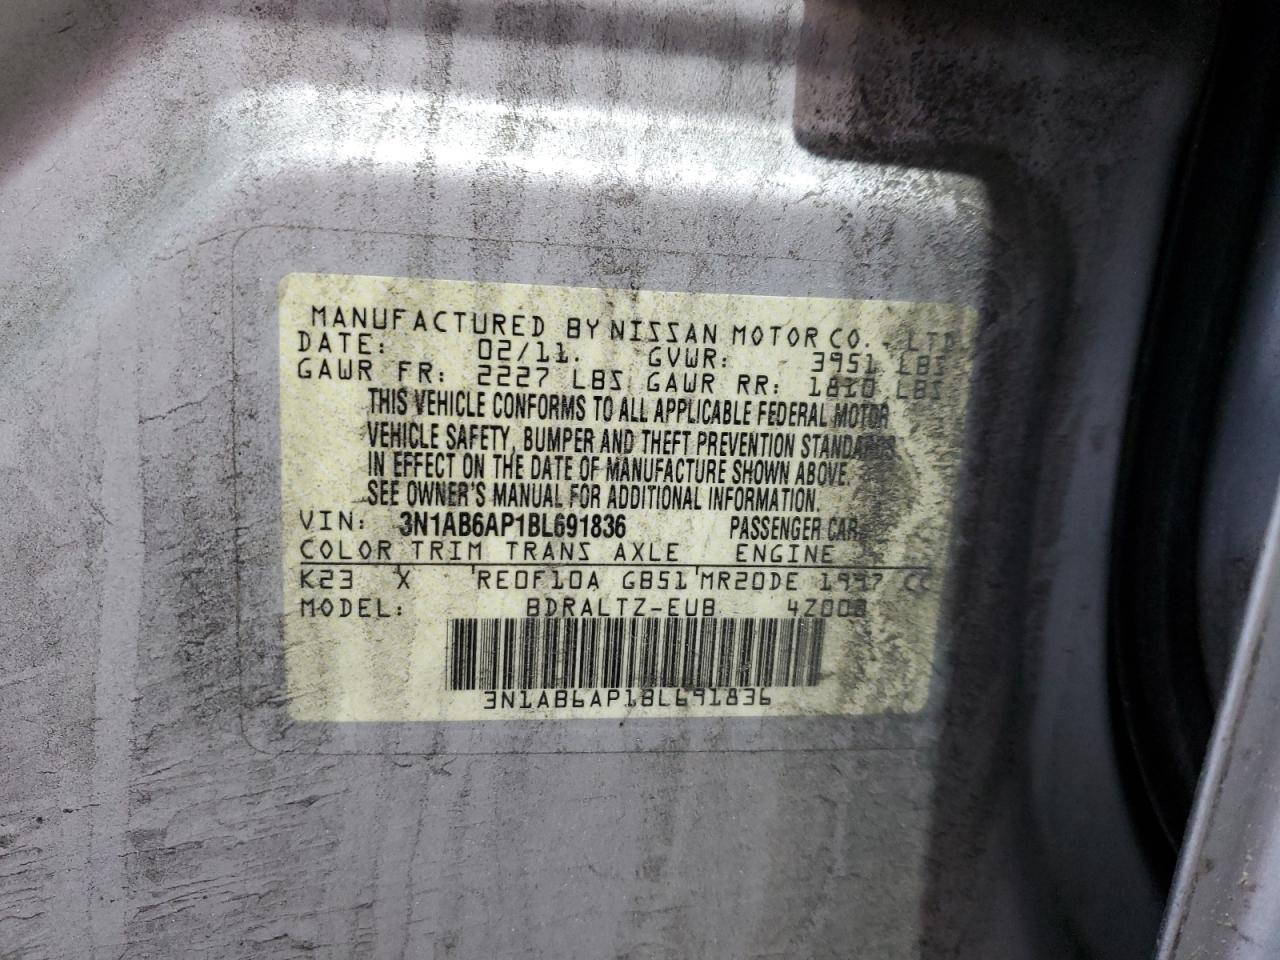 MANUFACTURED BY NISSAN MOTOR CO., LTD
DATE: 02/11. GVWR: 3951 LBS
GAWR FR: 2227 LBS GAWR RR: 1810 LBS
THIS VEHICLE CONFORMS TO ALL APPLICABLE FEDERAL MOTOR
VEHICLE SAFETY, BUMPER AND THEFT PREVENTION STANDARDS
IN EFFECT ON THE DATE OF MANUFACTURE SHOWN ABOVE.
SEE OWNER'S MANUAL FOR ADDITIONAL INFORMATION.
VIN: 3N1AB6AP1BL691836 PASSENGER CAR
COLOR TRIM TRANS AXLE ENGINE
K23 X RE0F10A GB51 MR20DE 1997 CC
MODEL: BDRALTZ-EUB 4Z008
3N1AB6AP1BL691836